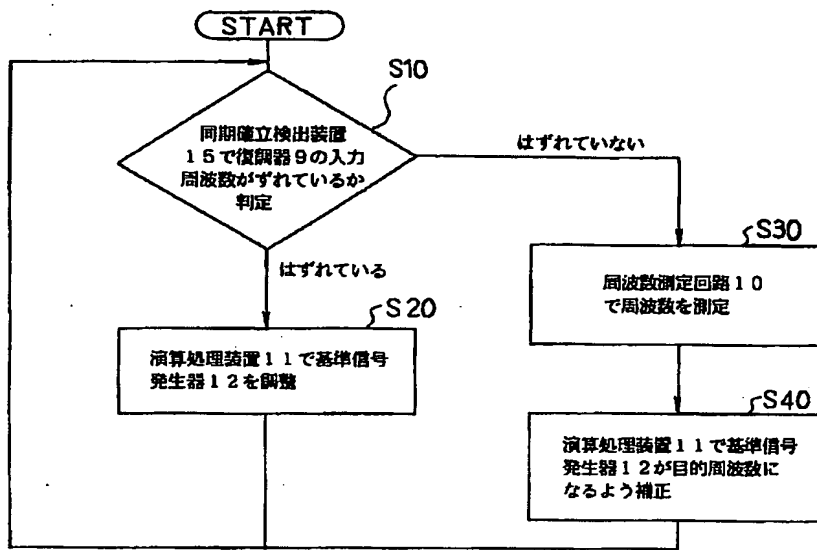 START
S10
同期確立検出装置
15で復調器9の入力
周波数がずれているか
判定
はずれていない
はずれている
S20
演算処理装置11で基準信号
発生器12を調整
S30
周波数測定回路10
で周波数を測定
S40
演算処理装置11で基準信号
発生器12が目的周波数に
なるよう補正